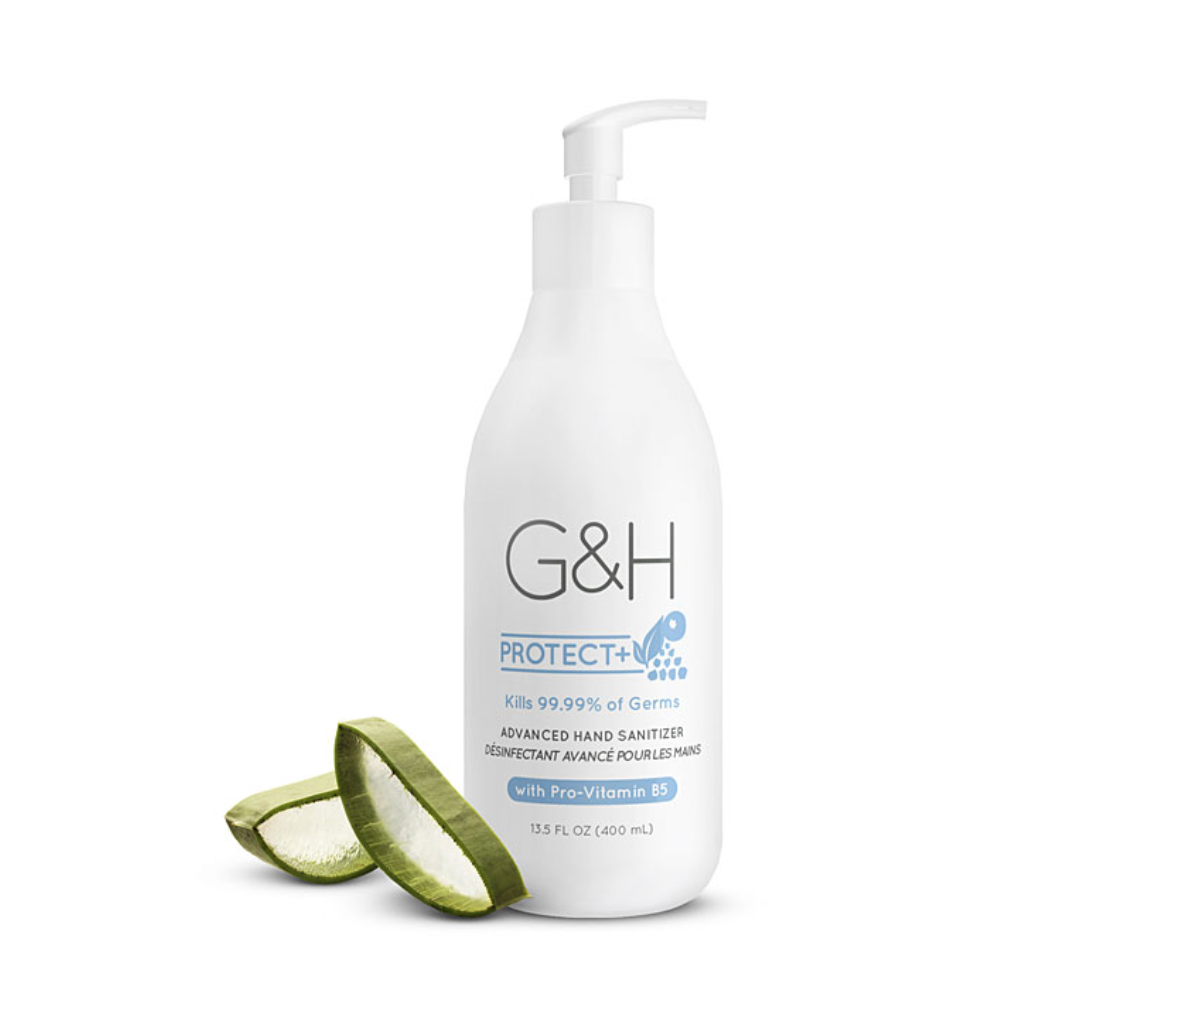 G&H
PROTECT+
Kills 99.99% of Germs
ADVANCED HAND SANITIZER
DÉSINFECTANT AVANCÉ POUR LES MAINS
with Pro-Vitamin B5
13.5 FL OZ (400 mL)